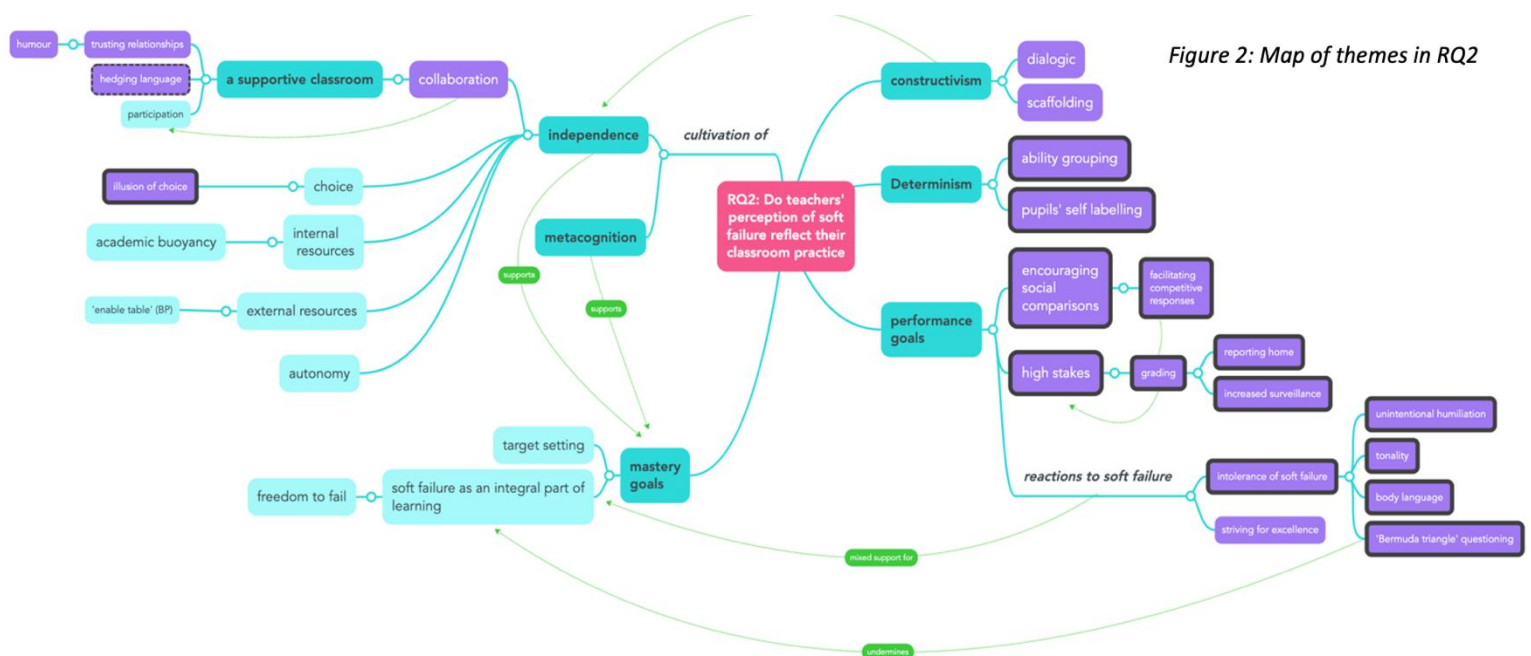 Figure 2: Map of themes in RQ2
humour
trusting relationships
hedging language
participation
a supportive classroom
collaboration
illusion of choice
choice
academic buoyancy
internal
resources
'enable table' (BP)
external resources
autonomy
independence
metacognition
cultivation of
supports
supports
target setting
freedom to fail
soft failure as an integral part of
learning
mastery
goals
RQ2: Do teachers'
perception of soft
failure reflect their
classroom practice
constructivism
dialogic
scaffolding
Determinism
ability grouping
pupils' self labelling
performance
goals
encouraging
social
comparisons
facilitating
competitive
responses
high stakes
grading
reporting home
increased surveillance
reactions to soft failure
intolerance of soft failure
striving for excellence
unintentional humiliation
tonality
body language
'Bermuda triangle' questioning
mixed support for
undermines